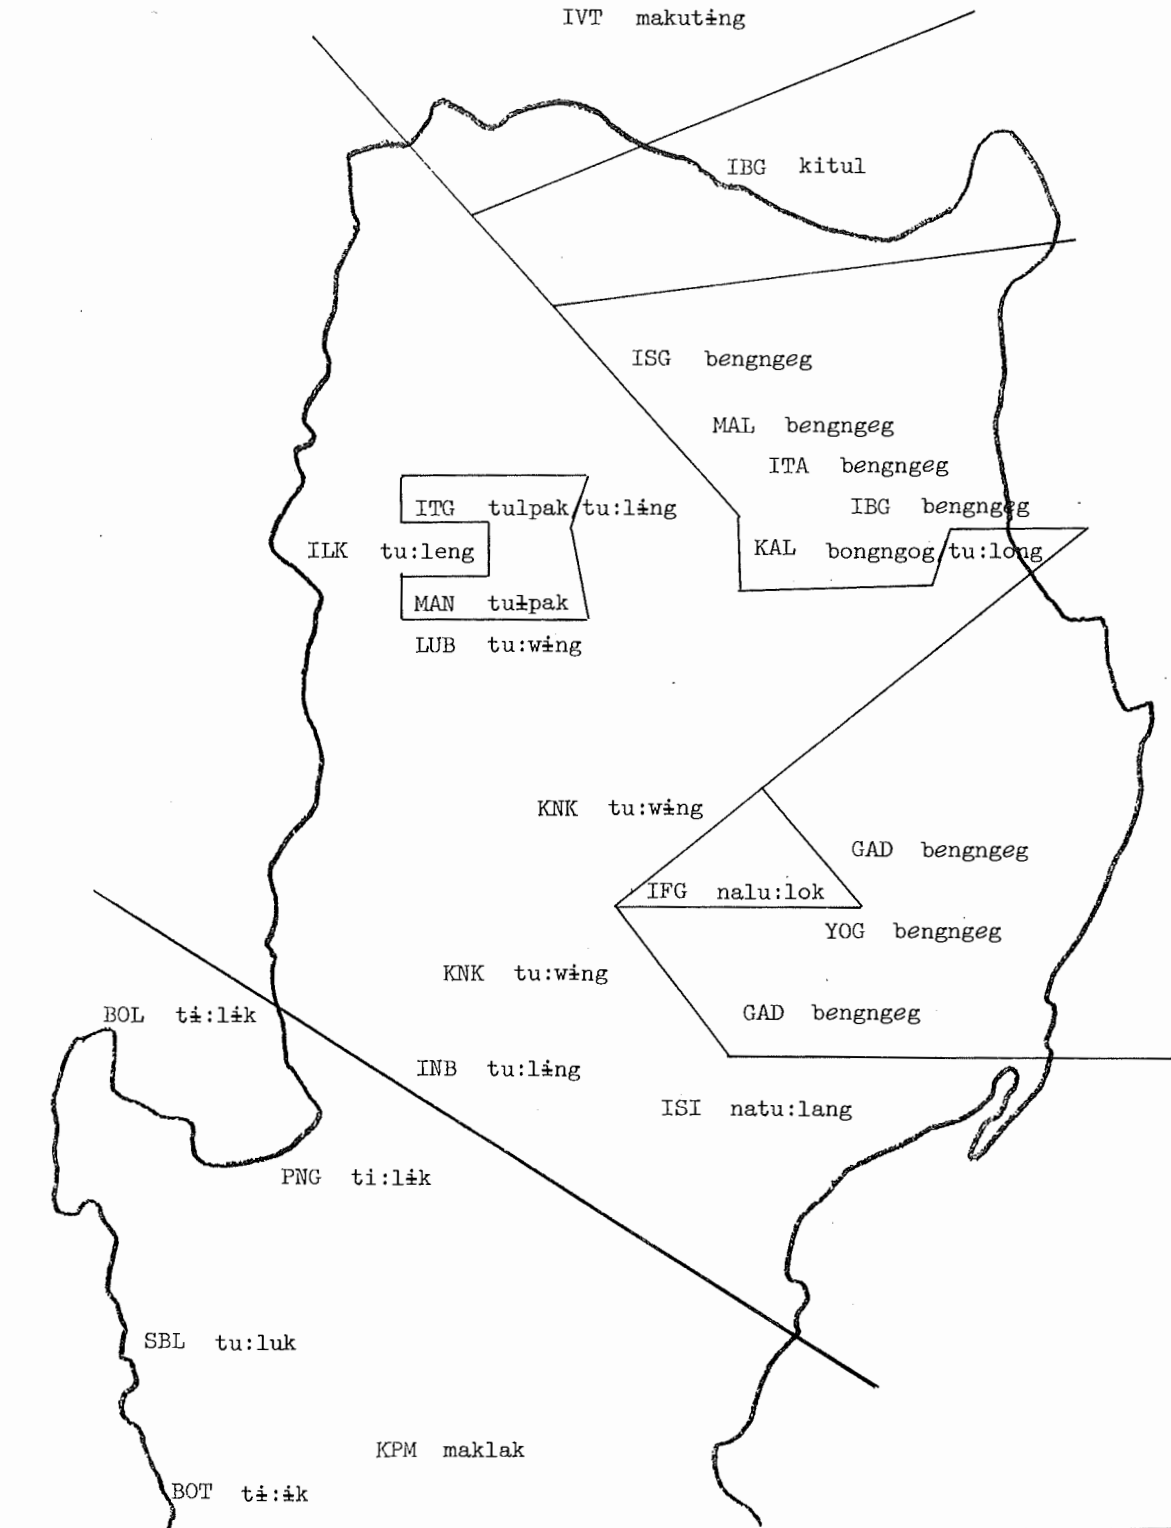 IVT makutɨng
IBG kitul
ISG bengngeg
MAL bengngeg
ITA bengngeg
ITG tulpak/tu:lɨng
IBG bengngeg
ILK tu:leng
KAL bongngog/tu:long
MAN tuƚpak
LUB tu:wɨng
KNK tu:wɨng
GAD bengngeg
IFG nalu:lok
YOG bengngeg
KNK tu:wɨng
GAD bengngeg
BOL tɨ:lɨk
INB tu:lɨng
ISI natu:lang
PNG ti:lɨk
SBL tu:luk
KPM maklak
BOT tɨ:ɨk